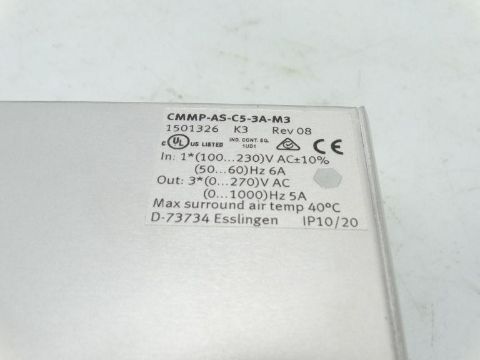 CMMP-AS-C5-3A-M3
1501326 K3 Rev 08
c UL US LISTED IND. CONT. EQ. 1UD1 CE
In: 1*(100...230)V AC±10%
(50...60)Hz 6A
Out: 3*(0...270)V AC
(0...1000)Hz 5A
Max surround air temp 40°C
D-73734 Esslingen IP10/20